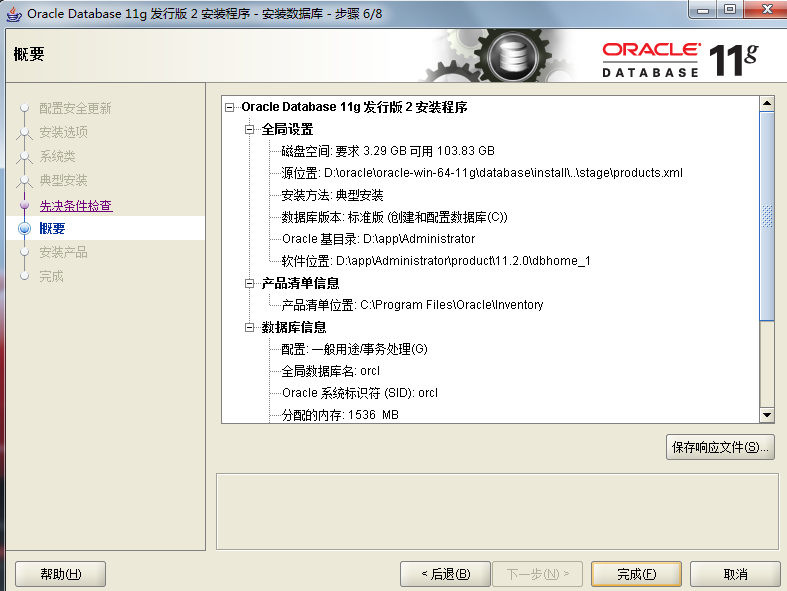 Oracle Database 11g 发行版 2 安装程序 - 安装数据库 - 步骤 6/8
概要
ORACLE
DATABASE 11g
配置安全更新
安装选项
系统类
典型安装
先决条件检查
概要
安装产品
完成
Oracle Database 11g 发行版 2 安装程序
全局设置
磁盘空间: 要求 3.29 GB 可用 103.83 GB
源位置: D:\oracle\oracle-win-64-11g\database\install\..\stage\products.xml
安装方法: 典型安装
数据库版本: 标准版 (创建和配置数据库(C))
Oracle 基目录: D:\app\Administrator
软件位置: D:\app\Administrator\product\11.2.0\dbhome_1
产品清单信息
产品清单位置: C:\Program Files\Oracle\Inventory
数据库信息
配置: 一般用途/事务处理(G)
全局数据库名: orcl
Oracle 系统标识符 (SID): orcl
分配的内存: 1536 MB
保存响应文件(S)...
帮助(H)
< 后退(B)
下一步(N) >
完成(F)
取消